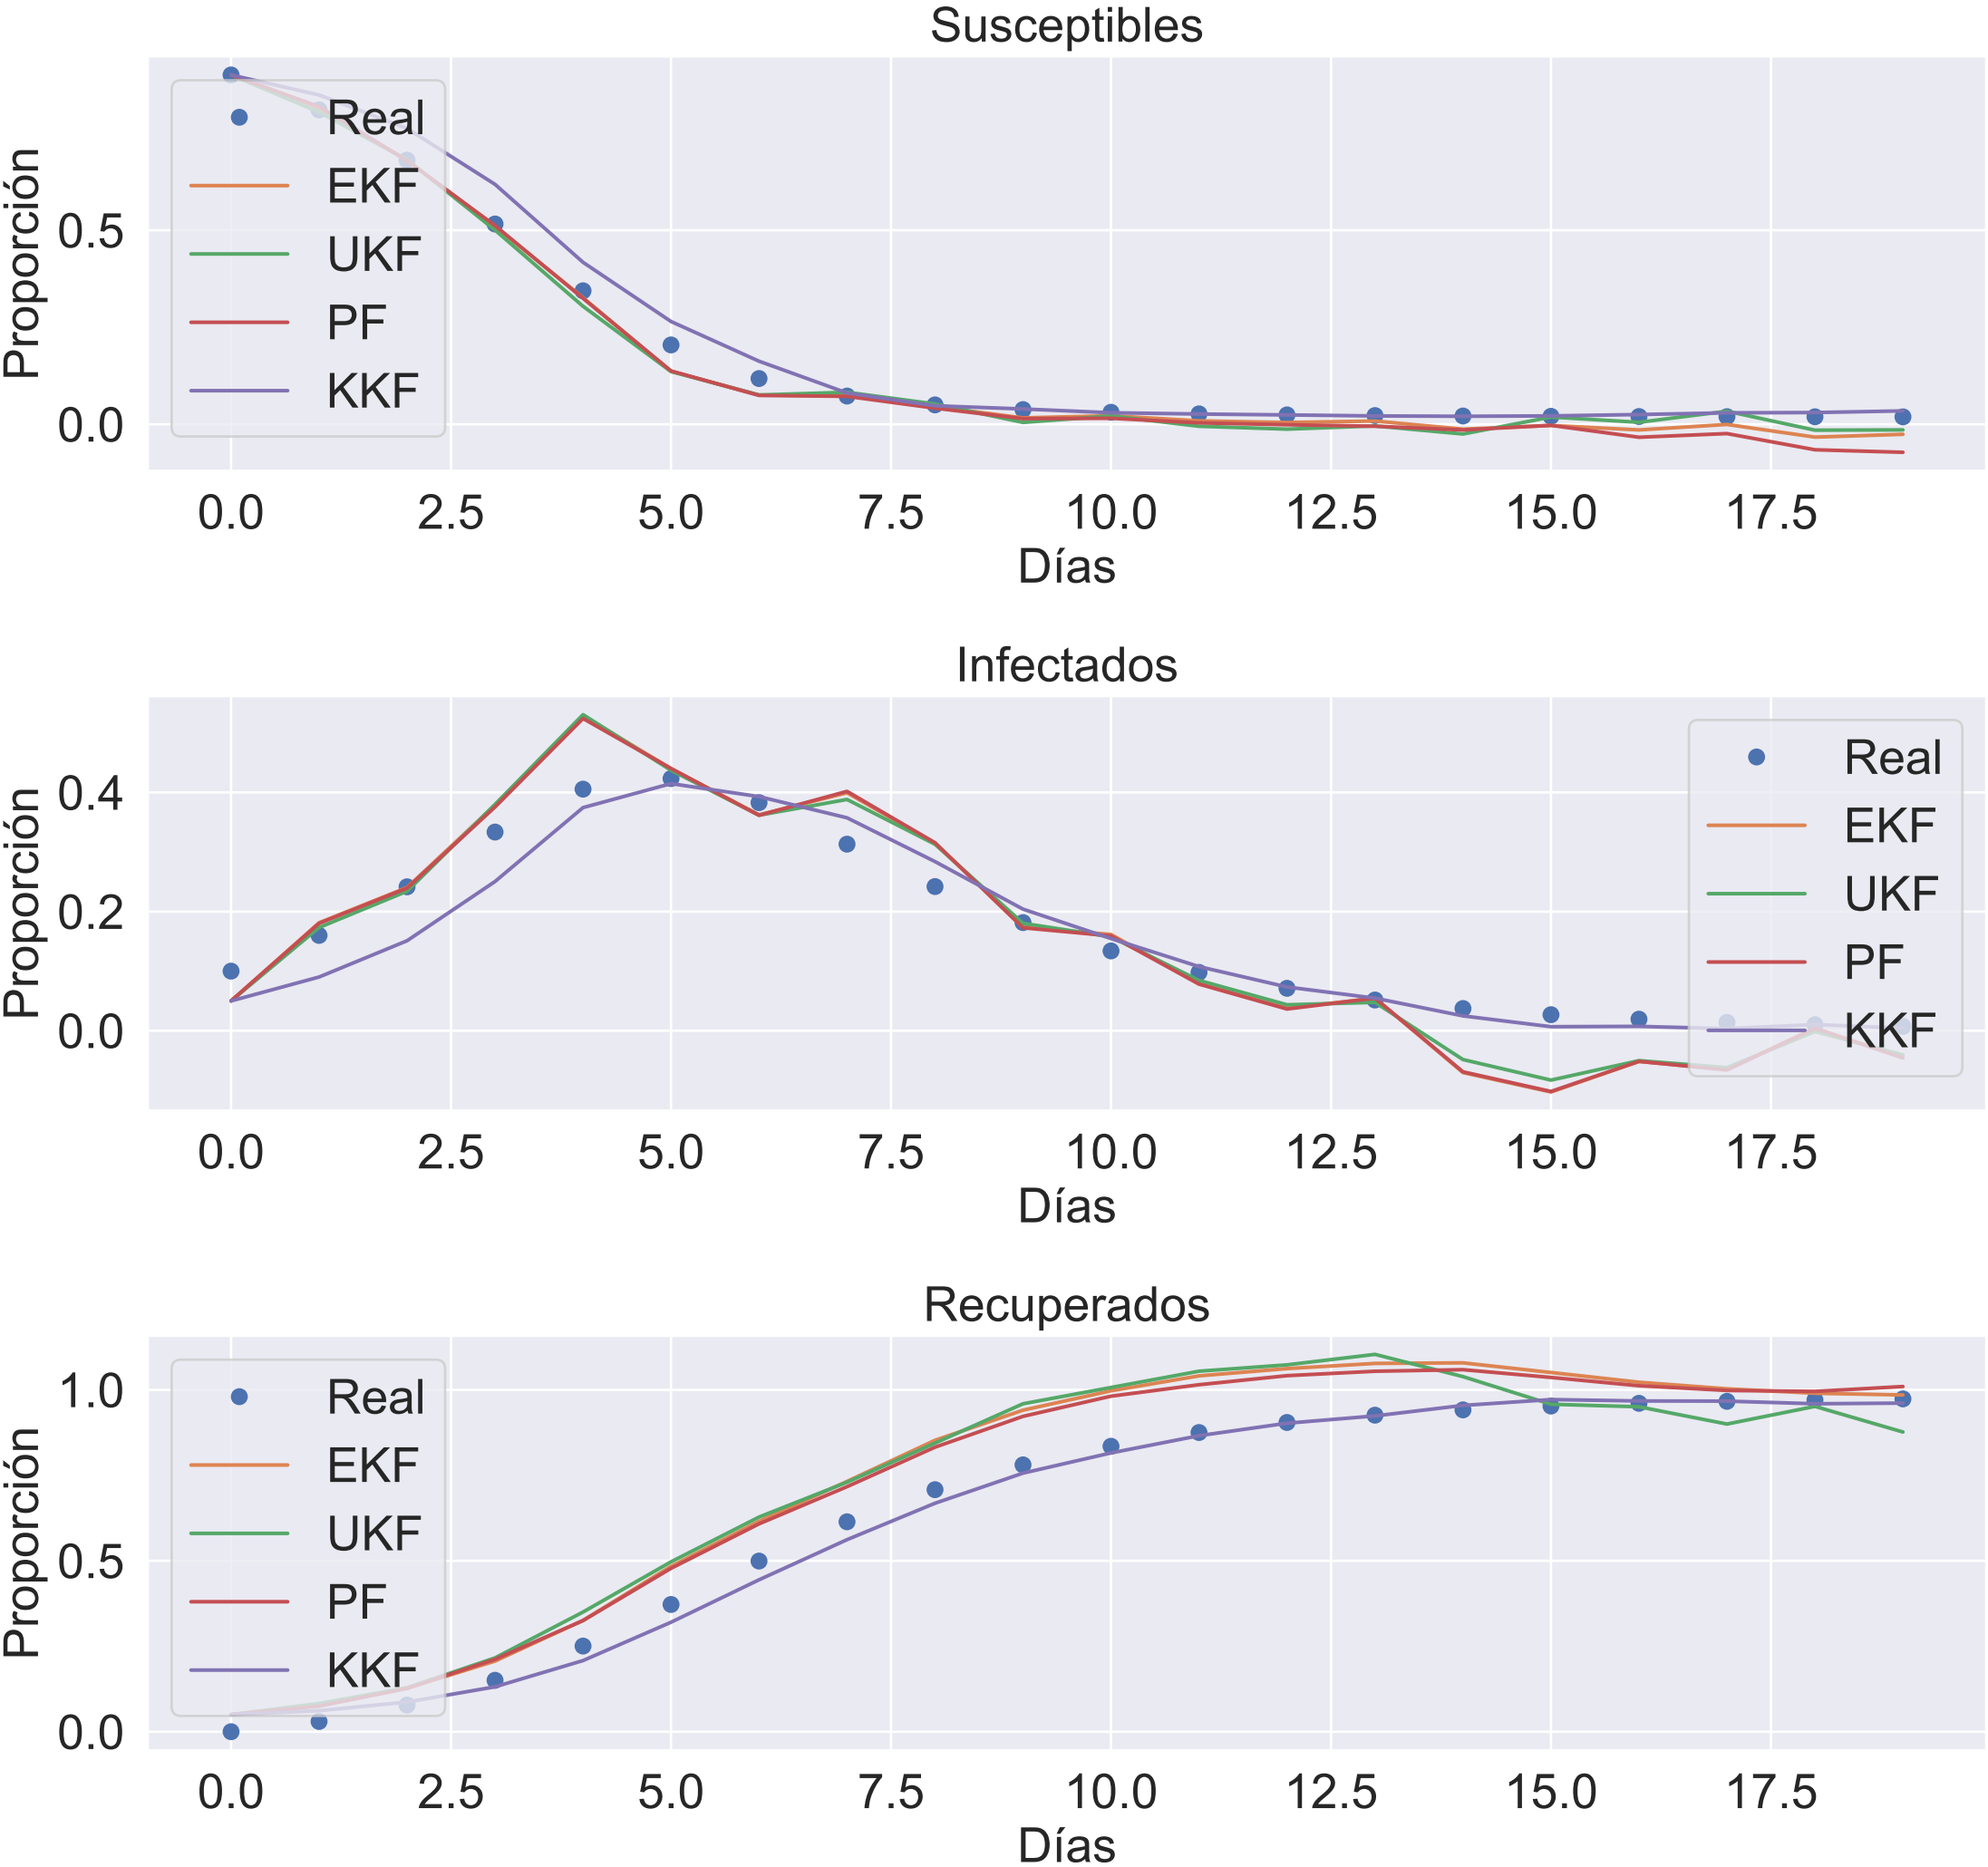 Susceptibles
Proporción
0.5
0.0
Real
EKF
UKF
PF
KKF
0.0 2.5 5.0 7.5 10.0 12.5 15.0 17.5
Días
Infectados
Proporción
0.4
0.2
0.0
Real
EKF
UKF
PF
KKF
0.0 2.5 5.0 7.5 10.0 12.5 15.0 17.5
Días
Recuperados
Proporción
1.0
0.5
0.0
Real
EKF
UKF
PF
KKF
0.0 2.5 5.0 7.5 10.0 12.5 15.0 17.5
Días